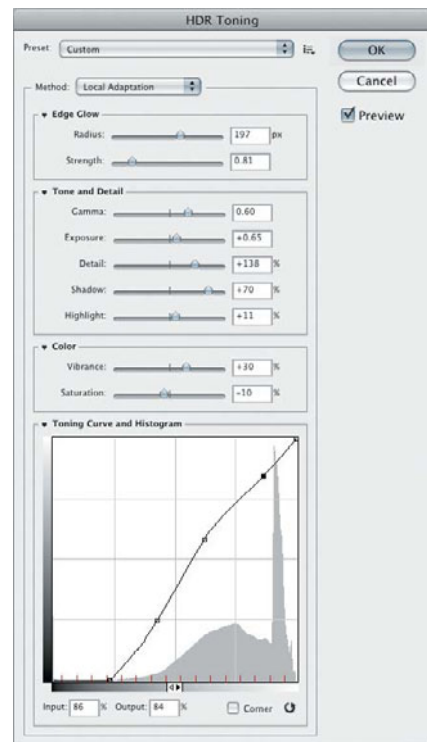 HDR Toning
Preset: Custom
OK
Method: Local Adaptation
Cancel
Preview
Edge Glow
Radius: 197 px
Strength: 0.81
Tone and Detail
Gamma: 0.60
Exposure: +0.65
Detail: +138 %
Shadow: +70 %
Highlight: +11 %
Color
Vibrance: +30 %
Saturation: -10 %
Toning Curve and Histogram
Input: 86 % Output: 84 % Corner